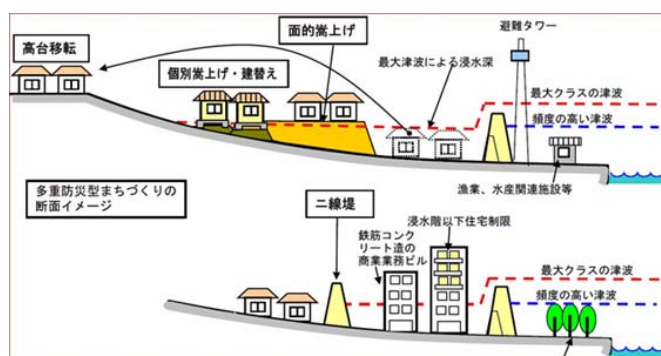 高台移転
面的嵩上げ
避難タワー
個別嵩上げ・建替え
最大津波による浸水深
最大クラスの津波
頻度の高い津波
漁業、水産関連施設等
多重防災型まちづくりの
断面イメージ
二線堤
浸水階以下住宅制限
鉄筋コンク
リート造の
商業業務ビル
最大クラスの津波
頻度の高い津波